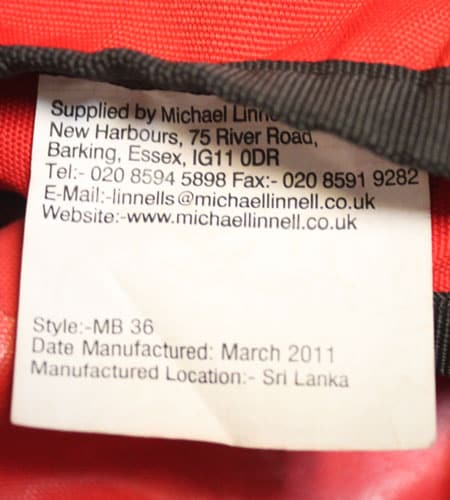 Supplied by Michael
New Harbours, 75 River Road,
Barking, Essex, IG11 0DR
Tel:- 020 8594 5898 Fax:- 020 8591 9282
E-Mail:-linnells@michaellinnell.co.uk
Website:-www.michaellinnell.co.uk
Style:-MB 36
Date Manufactured: March 2011
Manufactured Location:- Sri Lanka